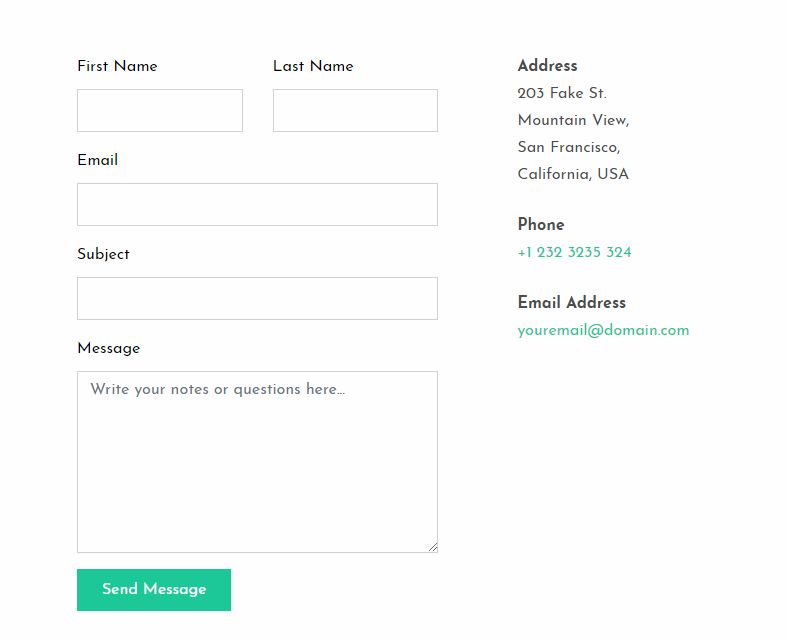 First Name
Last Name
Email
Subject
Message
Write your notes or questions here...
Send Message
Address
203 Fake St.
Mountain View,
San Francisco,
California, USA
Phone
+1 232 3235 324
Email Address
youremail@domain.com